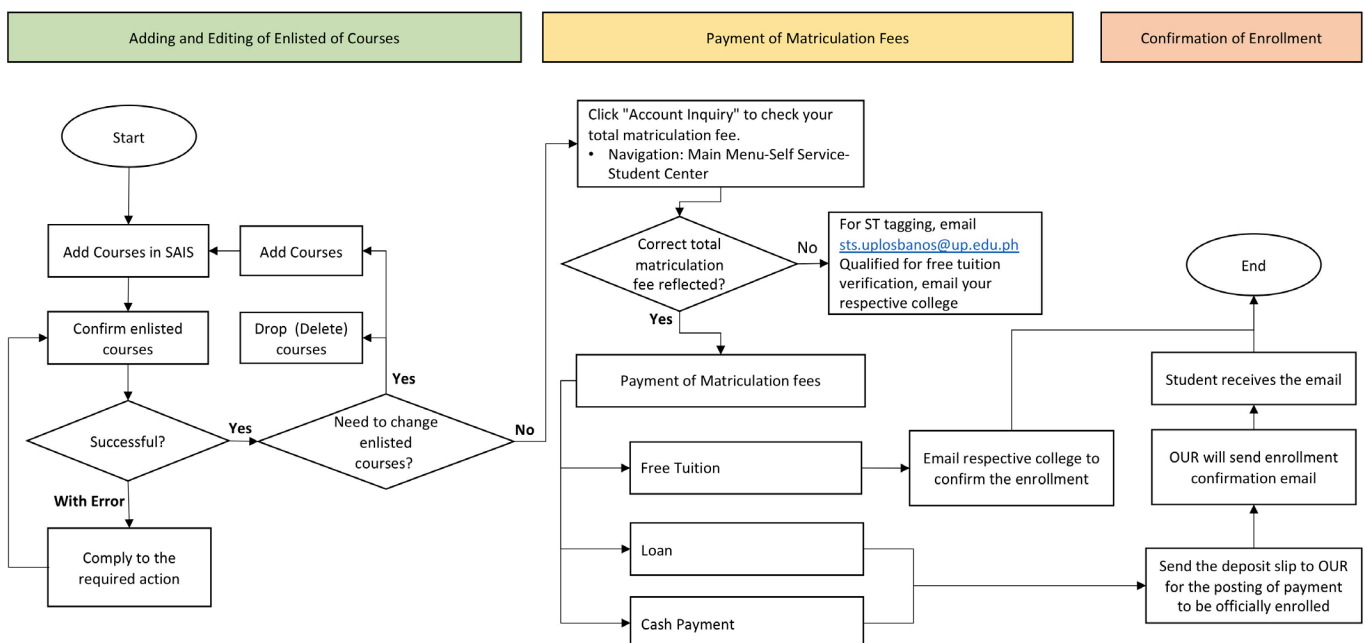 Adding and Editing of Enlisted of Courses
Payment of Matriculation Fees
Confirmation of Enrollment
Start
Add Courses in SAIS
Add Courses
Confirm enlisted
courses
Drop (Delete)
courses
Yes
Successful?
Yes
Need to change
enlisted
courses?
No
With Error
Comply to the
required action
Click "Account Inquiry" to check your
total matriculation fee.
• Navigation: Main Menu-Self Service-
Student Center
Correct total
matriculation
fee reflected?
No
For ST tagging, email
sts.uplosbanos@up.edu.ph
Qualified for free tuition
verification, email your
respective college
Yes
Payment of Matriculation fees
Free Tuition
Email respective college to
confirm the enrollment
Loan
Cash Payment
End
Student receives the email
OUR will send enrollment
confirmation email
Send the deposit slip to OUR
for the posting of payment
to be officially enrolled